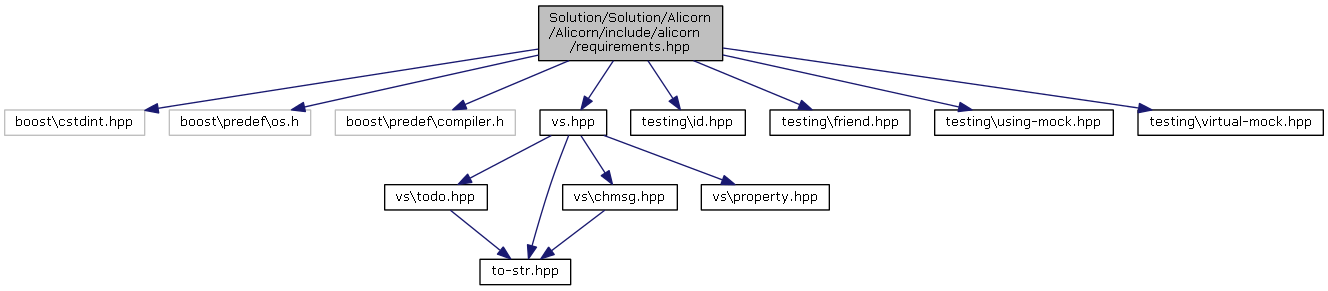 Solution/Solution/Alicorn
/Alicorn/include/alicorn
/requirements.hpp
boost\cstdint.hpp
boost\predef\os.h
boost\predef\compiler.h
vs.hpp
testing\id.hpp
testing\friend.hpp
testing\using-mock.hpp
testing\virtual-mock.hpp
vs\todo.hpp
vs\chmsg.hpp
vs\property.hpp
to-str.hpp